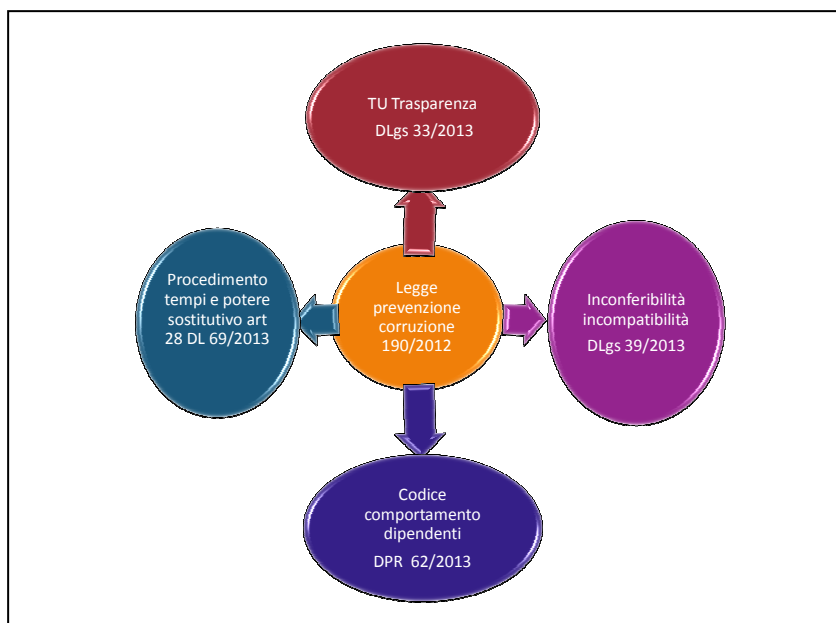 TU Trasparenza
DLgs 33/2013
Procedimento
tempi e potere
sostitutivo art
28 DL 69/2013
Legge
prevenzione
corruzione
190/2012
Inconferibilità
incompatibilità
DLgs 39/2013
Codice
comportamento
dipendenti
DPR  62/2013